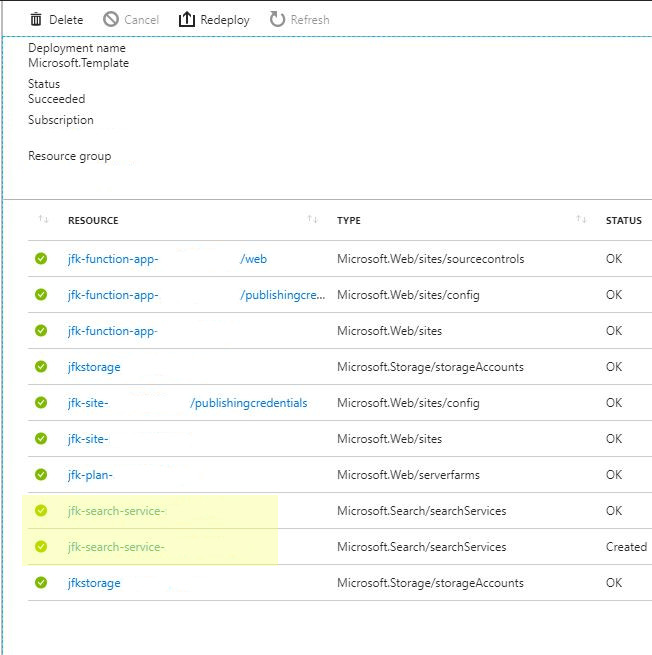 Delete Cancel Redeploy Refresh
Deployment name
Microsoft.Template
Status
Succeeded
Subscription
Resource group
RESOURCE TYPE STATUS
jfk-function-app- /web Microsoft.Web/sites/sourcecontrols OK
jfk-function-app- /publishingcre... Microsoft.Web/sites/config OK
jfk-function-app- Microsoft.Web/sites OK
jfkstorage Microsoft.Storage/storageAccounts OK
jfk-site- /publishingcredentials Microsoft.Web/sites/config OK
jfk-site- Microsoft.Web/sites OK
jfk-plan- Microsoft.Web/serverfarms OK
jfk-search-service- Microsoft.Search/searchServices OK
jfk-search-service- Microsoft.Search/searchServices Created
jfkstorage Microsoft.Storage/storageAccounts OK